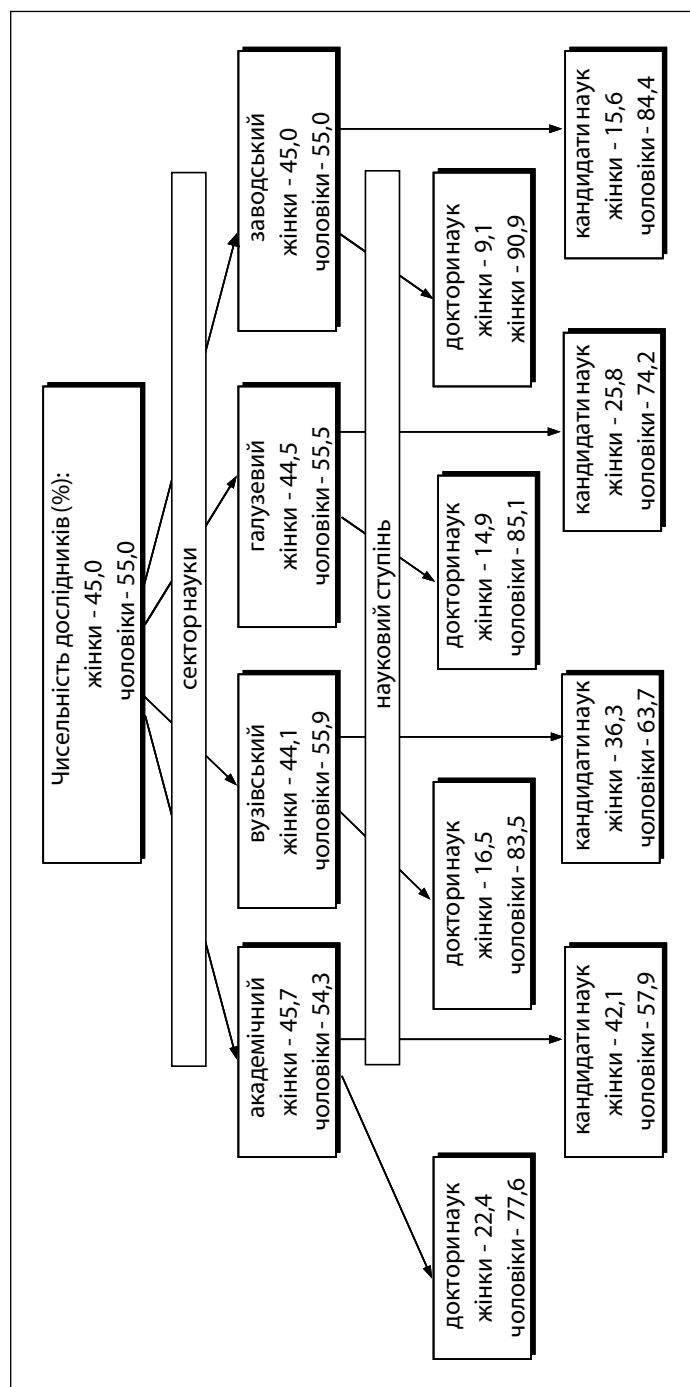 Чисельність дослідників (%):
жінки - 45,0
чоловіки - 55,0
сектор науки
академічний
жінки - 45,7
чоловіки - 54,3
вузівський
жінки - 44,1
чоловіки - 55,9
галузевий
жінки - 44,5
чоловіки - 55,5
заводський
жінки - 45,0
чоловіки - 55,0
науковий ступінь
доктори наук
жінки - 22,4
чоловіки - 77,6
доктори наук
жінки - 16,5
чоловіки - 83,5
доктори наук
жінки - 14,9
чоловіки - 85,1
доктори наук
жінки - 9,1
жінки - 90,9
кандидати наук
жінки - 42,1
чоловіки - 57,9
кандидати наук
жінки - 36,3
чоловіки - 63,7
кандидати наук
жінки - 25,8
чоловіки - 74,2
кандидати наук
жінки - 15,6
чоловіки - 84,4